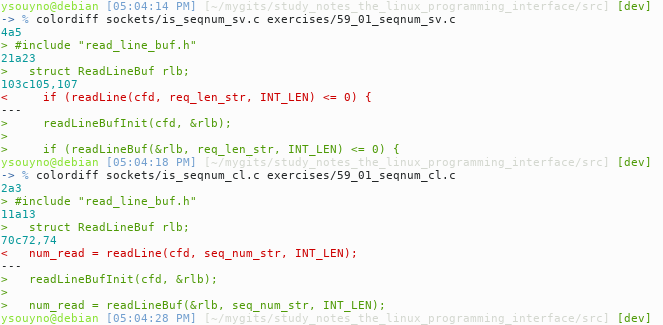 ysouyno@debian [05:04:14 PM] [~/mygits/study_notes_the_linux_programming_interface/src] [dev]
-> % colordiff sockets/is_seqnum_sv.c exercises/59_01_seqnum_sv.c
4a5
> #include "read_line_buf.h"
21a23
>   struct ReadLineBuf rlb;
103c105,107
<     if (readLine(cfd, req_len_str, INT_LEN) <= 0) {
---
>     readLineBufInit(cfd, &rlb);
>
>     if (readLineBuf(&rlb, req_len_str, INT_LEN) <= 0) {
ysouyno@debian [05:04:18 PM] [~/mygits/study_notes_the_linux_programming_interface/src] [dev]
-> % colordiff sockets/is_seqnum_cl.c exercises/59_01_seqnum_cl.c
2a3
> #include "read_line_buf.h"
11a13
>   struct ReadLineBuf rlb;
70c72,74
<   num_read = readLine(cfd, seq_num_str, INT_LEN);
---
>   readLineBufInit(cfd, &rlb);
>
>   num_read = readLineBuf(&rlb, seq_num_str, INT_LEN);
ysouyno@debian [05:04:28 PM] [~/mygits/study_notes_the_linux_programming_interface/src] [dev]